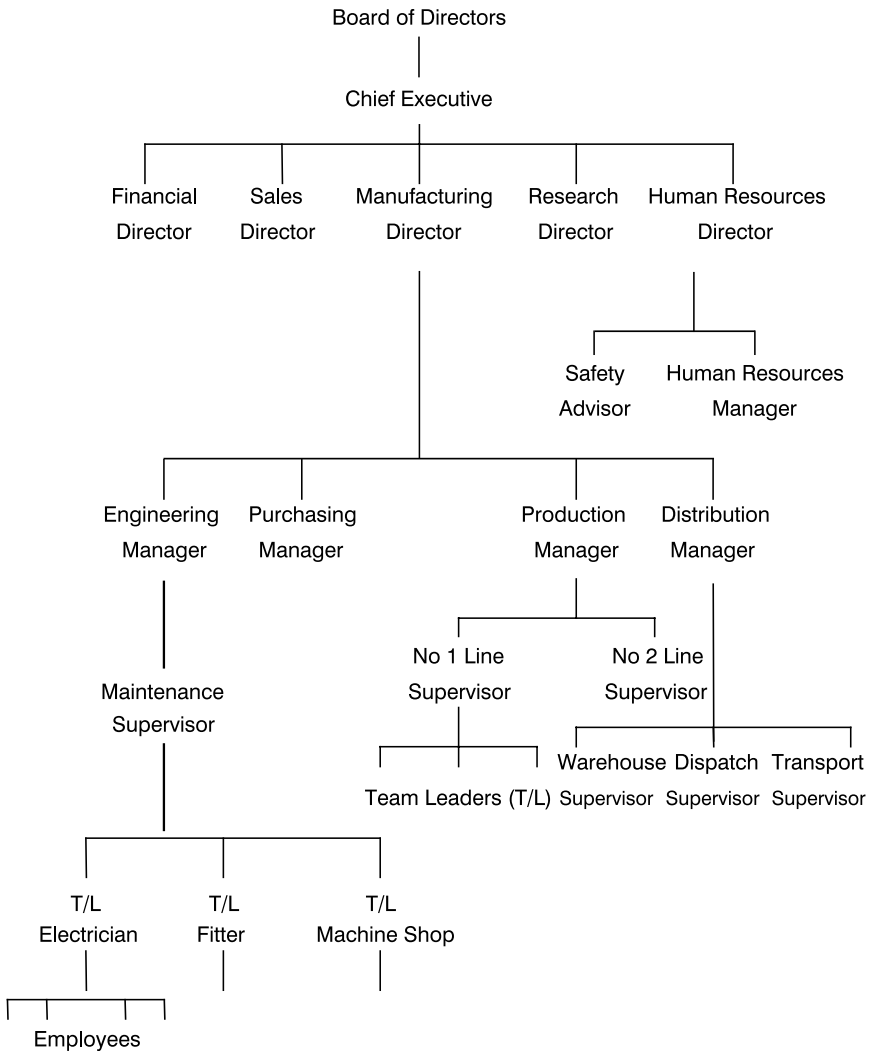 Board of Directors
Chief Executive
Financial Director
Sales Director
Manufacturing Director
Research Director
Human Resources Director
Safety Advisor
Human Resources Manager
Engineering Manager
Purchasing Manager
Production Manager
Distribution Manager
No 1 Line Supervisor
No 2 Line Supervisor
Maintenance Supervisor
Team Leaders (T/L)
Warehouse Supervisor
Dispatch Supervisor
Transport Supervisor
T/L Electrician
T/L Fitter
T/L Machine Shop
Employees